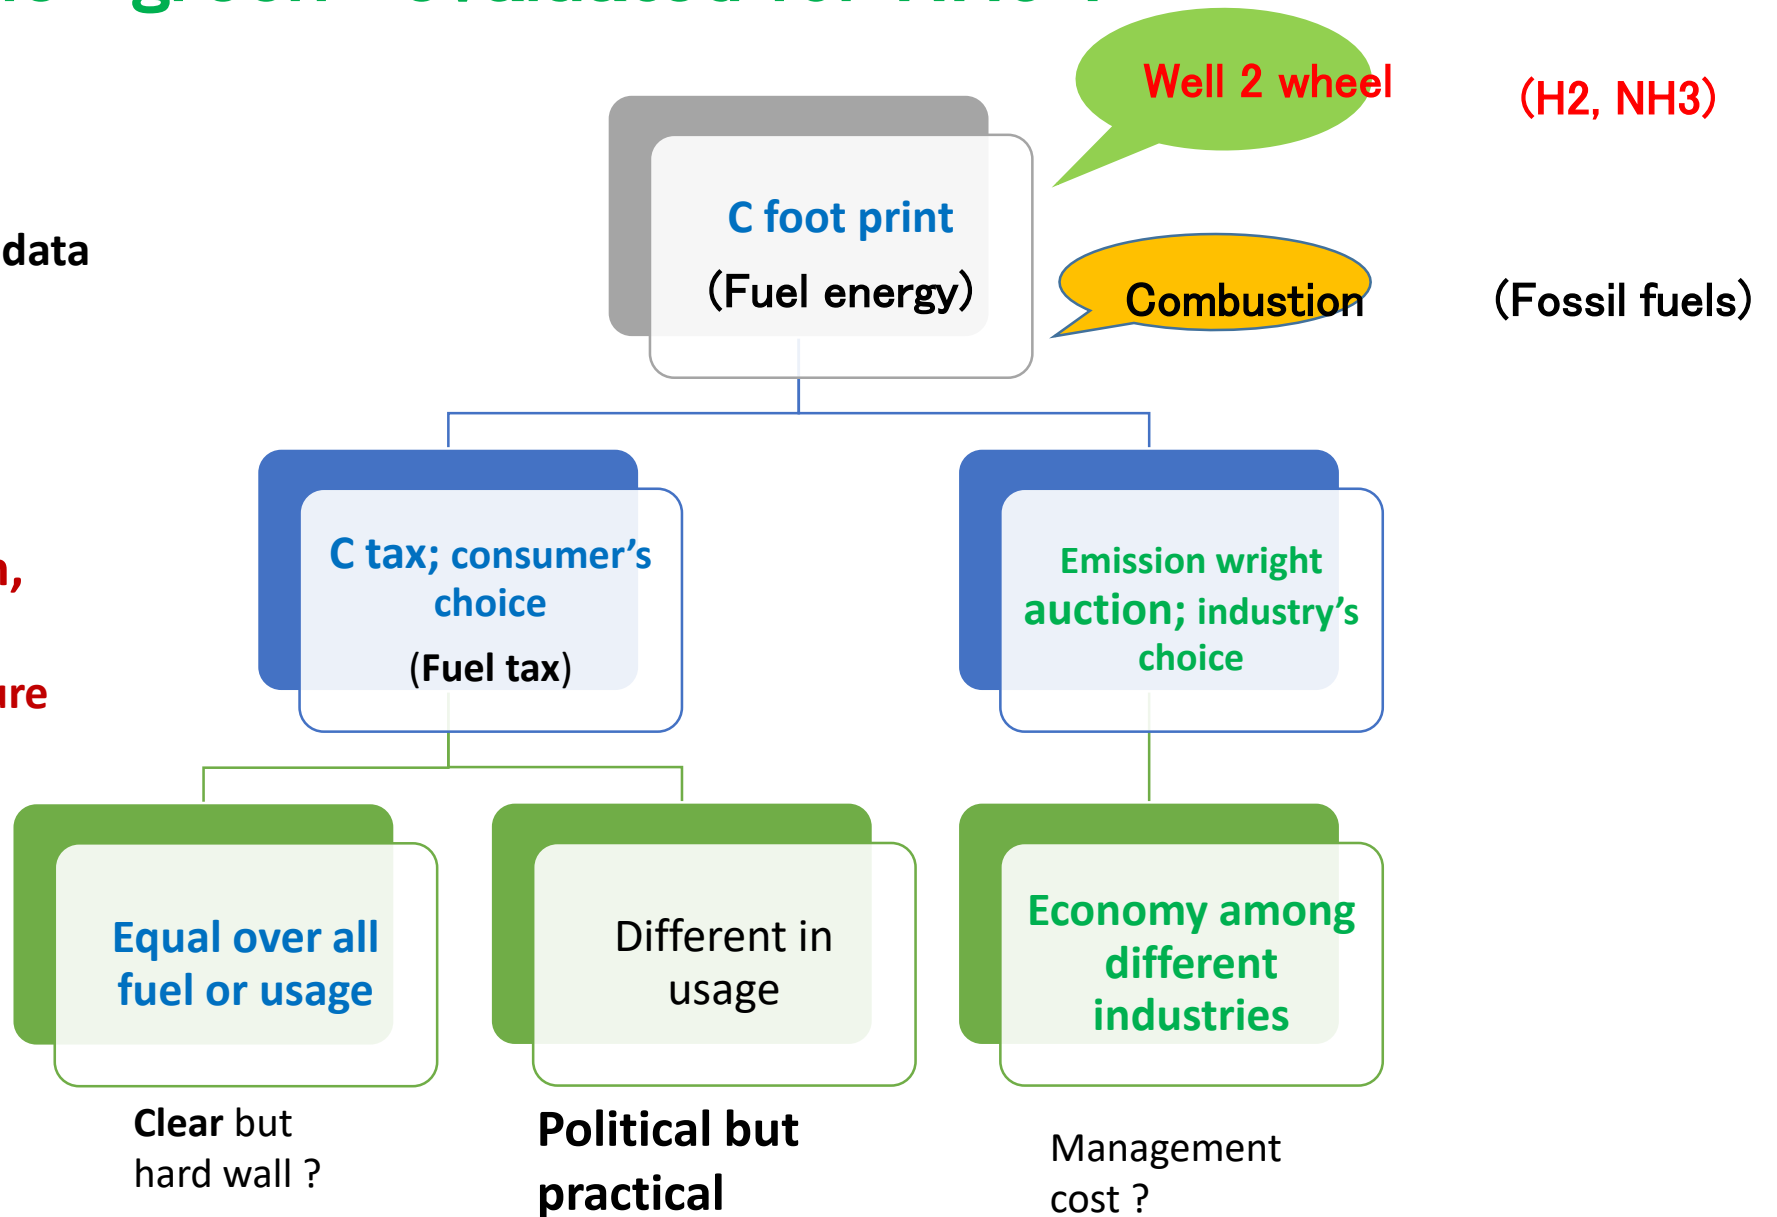 Well 2 wheel
(H2, NH3)
C foot print
(Fuel energy)
data
Combustion
(Fossil fuels)
C tax; consumer's
choice
(Fuel tax)
Emission wright
auction; industry's
choice
Equal over all
fuel or usage
Different in
usage
Economy among
different
industries
Clear but
hard wall ?
Political but
practical
Management
cost ?